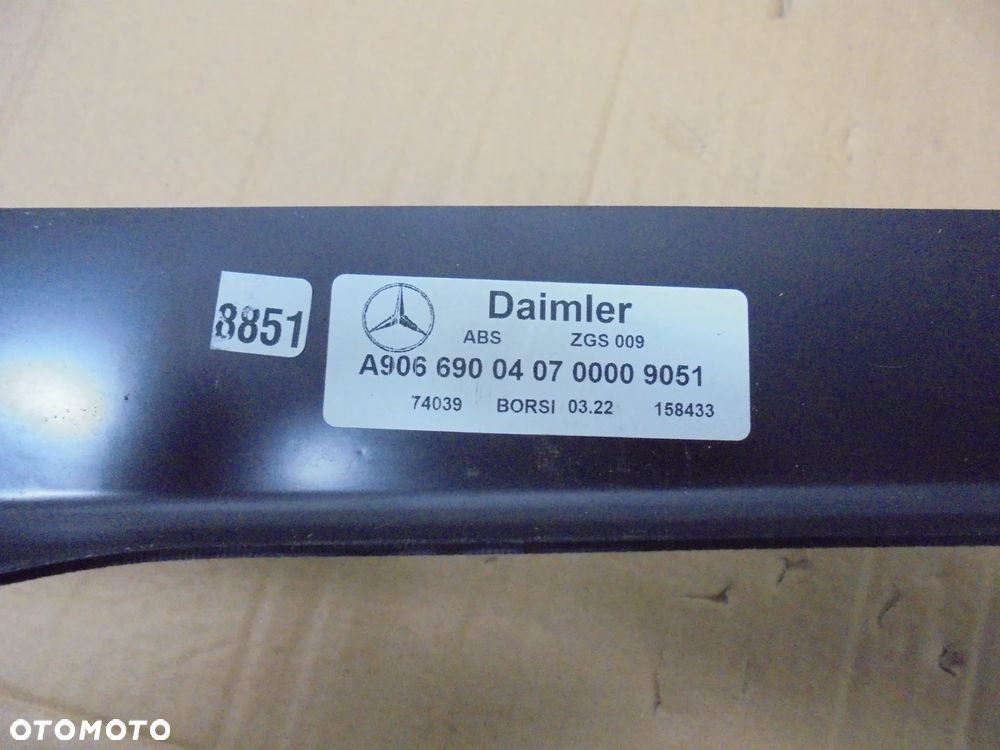 8851
Daimler
ABS ZGS 009
A906 690 04 07 0000 9051
74039 BORSI 03.22 158433
OTOMOTO